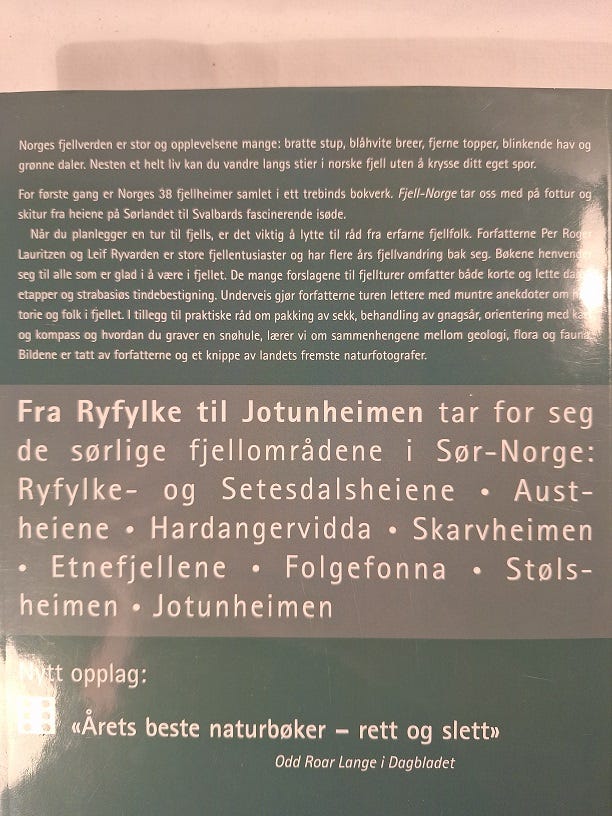 Norges fjellverden er stor og opplevelsene mange: bratte stup, blåhvite breer, fjerne topper, blinkende hav og
grønne daler. Nesten et helt liv kan du vandre langs stier i norske fjell uten å krysse ditt eget spor.
For første gang er Norges 38 fjellheimer samlet i ett trebinds bokverk. Fjell-Norge tar oss med på fottur og
skitur fra heiene på Sørlandet til Svalbards fascinerende isøde.
Når du planlegger en tur til fjells, er det viktig å lytte til råd fra erfarne fjellfolk. Forfatterne Per Roger
Lauritzen og Leif Ryvarden er store fjellentusiaster og har flere års fjellvandring bak seg. Bøkene henvender
seg til alle som er glad i å være i fjellet. De mange forslagene til fjellturer omfatter både korte og lette
etapper og strabasiøs tindebestigning. Underveis gjør forfatterne turen lettere med muntre anekdoter om
torie og folk i fjellet. I tillegg til praktiske råd om pakking av sekk, behandling av gnagsår, orientering med
og kompass og hvordan du graver en snøhule, lærer vi om sammenhengene mellom geologi, flora og fauna.
Bildene er tatt av forfatterne og et knippe av landets fremste naturfotografer.
Fra Ryfylke til Jotunheimen tar for seg
de sørlige fjellområdene i Sør-Norge:
Ryfylke- og Setesdalsheiene • Aust-
heiene • Hardangervidda • Skarvheimen
• Etnefjellene • Folgefonna • Støls-
heimen • Jotunheimen
Nytt opplag:
«Årets beste naturbøker – rett og slett»
Odd Roar Lange i Dagbladet